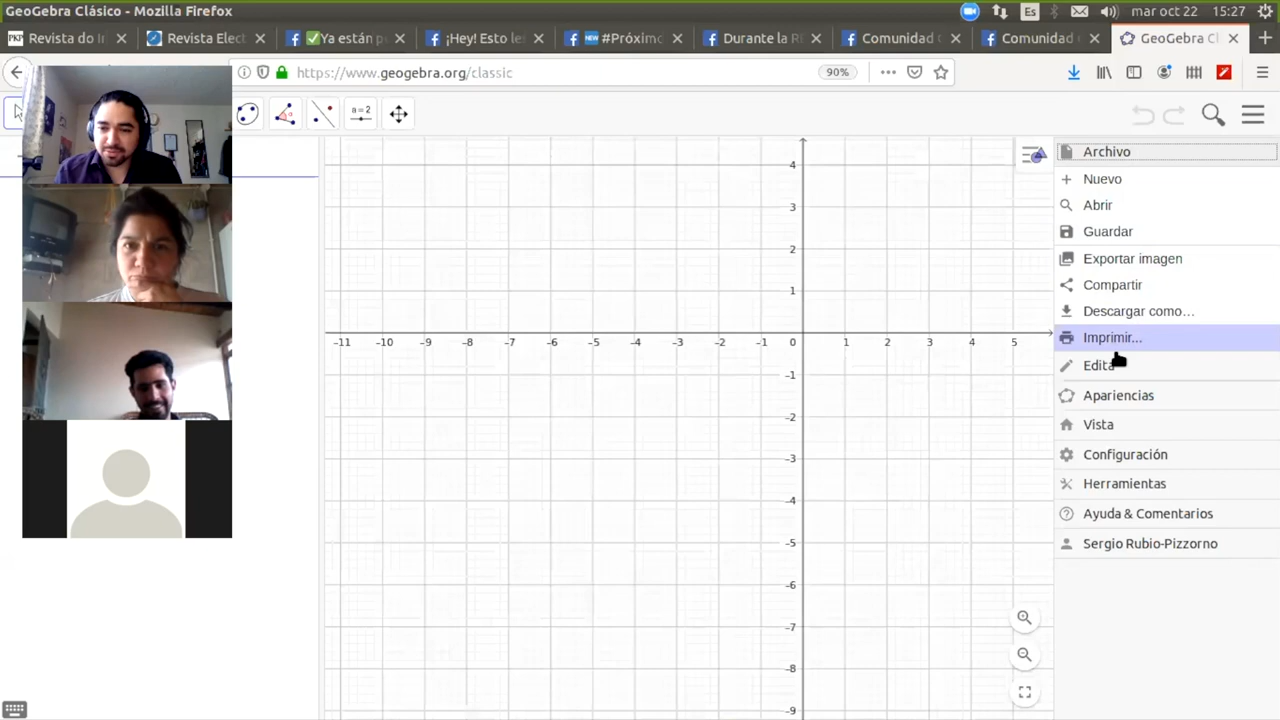 GeoGebra Clásico - Mozilla Firefox
Es
mar oct 22
15:27
PKP
Revista do I
Revista Elect
✅Ya están p
¡Hey! Esto le
NEW
#Próximo
Durante la R
Comunidad
Comunidad
GeoGebra Cl
https://www.geogebra.org/classic
90%
a=2
4
3
2
1
-11 -10 -9 -8 -7 -6 -5 -4 -3 -2 -1 0 1 2 3 4 5
-1
-2
-3
-4
-5
-6
-7
-8
-9
Archivo
Nuevo
Abrir
Guardar
Exportar imagen
Compartir
Descargar como...
Imprimir...
Edita
Apariencias
Vista
Configuración
Herramientas
Ayuda & Comentarios
Sergio Rubio-Pizzorno